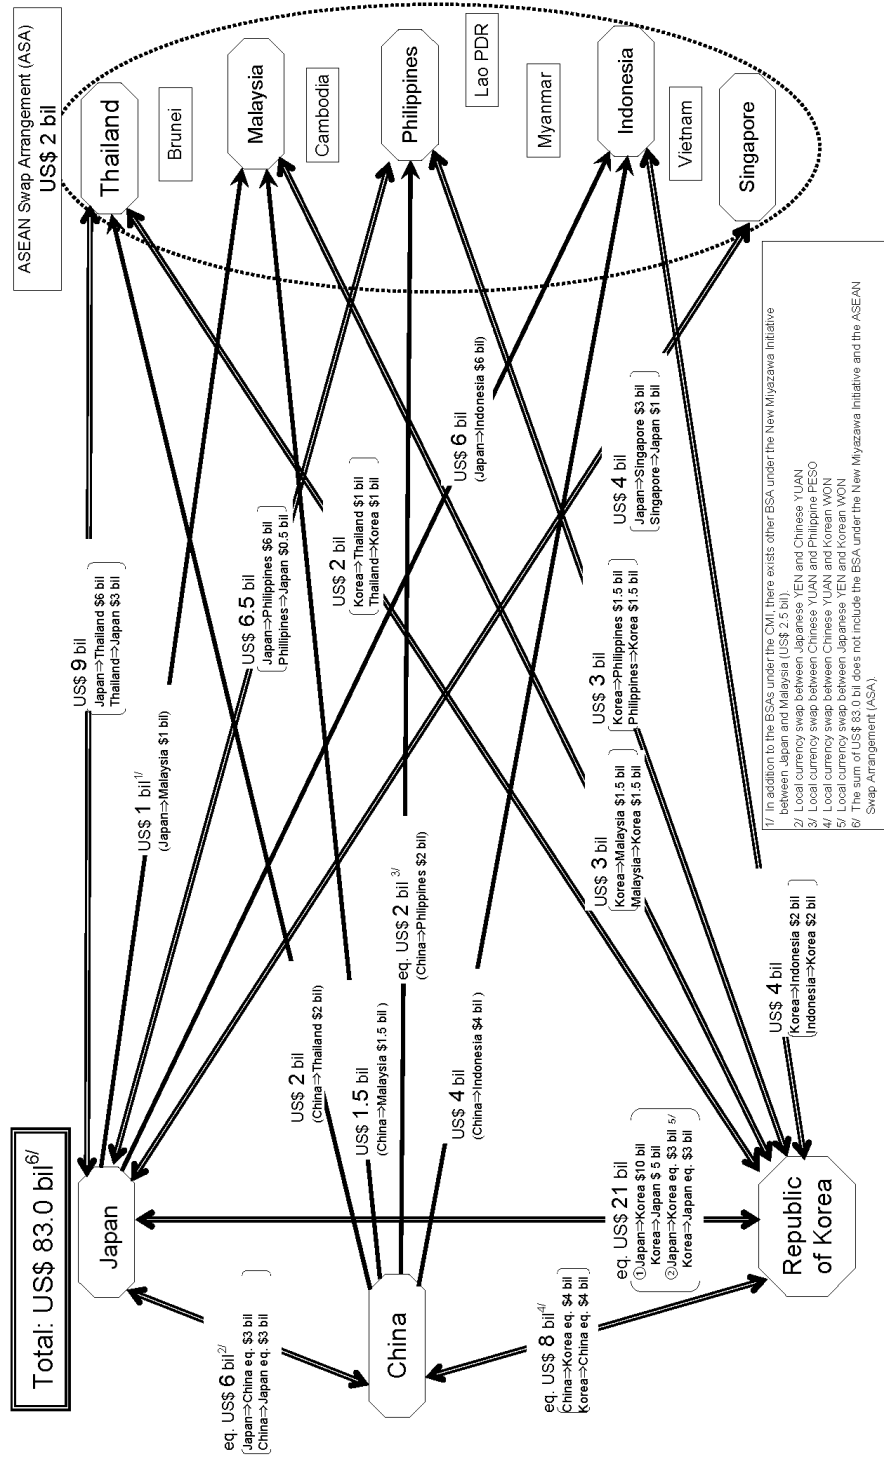 Total: US$ 83.0 bil6/
ASEAN Swap Arrangement (ASA)
US$ 2 bil
Japan
China
Republic
of Korea
Thailand
Brunei
Malaysia
Cambodia
Philippines
Lao PDR
Myanmar
Indonesia
Vietnam
Singapore
US$ 9 bil
Japan⇒Thailand $6 bil
Thailand⇒Japan $3 bil
US$ 1 bil1/
(Japan⇒Malaysia $1 bil)
US$ 6.5 bil
Japan⇒Philippines $6 bil
Phillipines⇒Japan $0.5 bil
US$ 2 bil
Korea⇒Thailand $1 bil
Thailand⇒Korea $1 bil
US$ 6 bil
(Japan⇒Indonesia $6 bil)
US$ 4 bil
Japan⇒Singapore $3 bil
Singapore⇒Japan $1 bil
US$ 2 bil
(China⇒Thailand $2 bil)
US$ 1.5 bil
(China⇒Malaysia $1.5 bil )
eq. US$ 2 bil3/
(China⇒Philippines $2 bil)
US$ 4 bil
(China⇒Indonesia $4 bil )
US$ 3 bil
Korea⇒Philippines $1.5 bil
Philippines⇒Korea $1.5 bil
US$ 3 bil
Korea⇒Malaysia $1.5 bil
Malaysia⇒Korea $1.5 bil
US$ 4 bil
Korea⇒Indonesia $2 bil
Indonesia⇒Korea $2 bil
eq. US$ 6 bil2/
Japan⇒China eq. $3 bil
China⇒Japan eq. $3 bil
eq. US$ 8 bil4/
China⇒Korea eq. $4 bil
Korea⇒China eq. $4 bil
eq. US$ 21 bil
①Japan⇒Korea $10 bil
Korea⇒Japan $ 5 bil
②Japan⇒Korea eq. $3 bil 5/
Korea⇒Japan eq. $3 bil
1/ In addition to the BSAs under the CMI, there exists other BSA under the New Miyazawa Initiative
between Japan and Malaysia (US$ 2.5 bil).
2/ Local currency swap between Japanese YEN and Chinese YUAN
3/ Local currency swap between Chinese YUAN and Philippine PESO
4/ Local currency swap between Chinese YUAN and Korean WON
5/ Local currency swap between Japanese YEN and Korean WON
6/ The sum of US$ 83.0 bil does not include the BSA under the New Miyazawa Initiative and the ASEAN
Swap Arrangement (ASA).